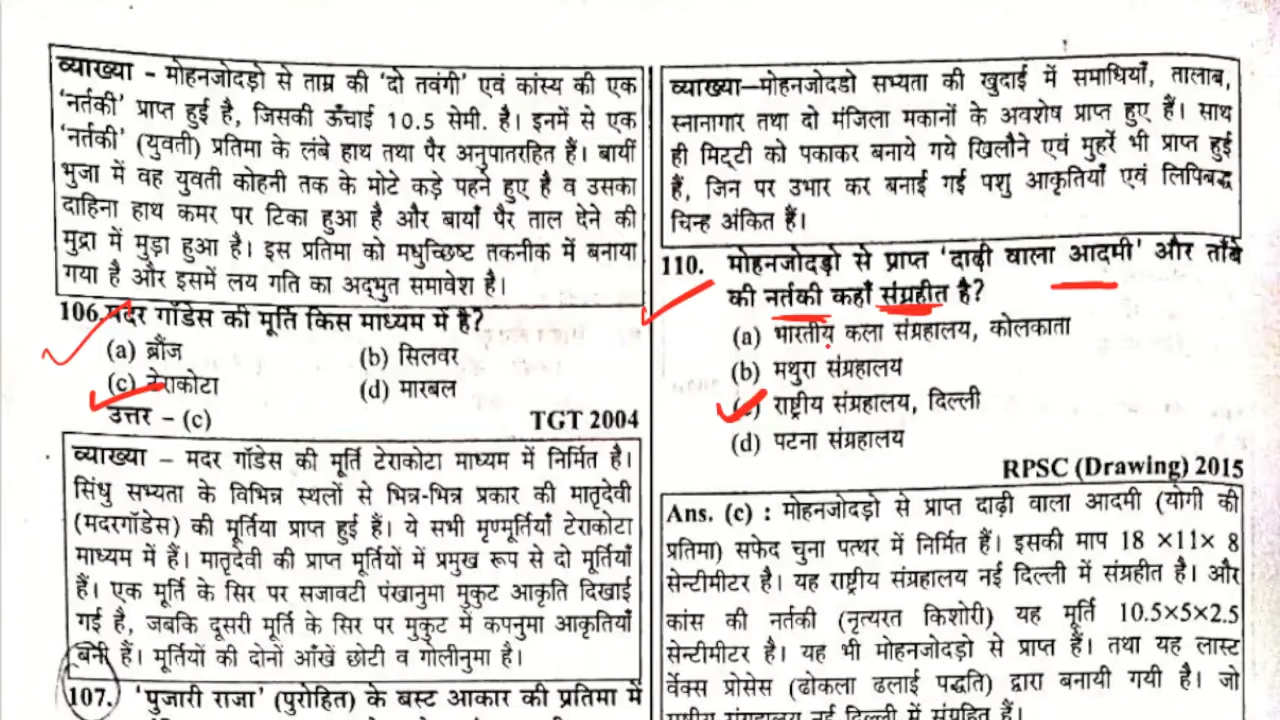 व्याख्या – मोहनजोदड़ो से ताम्र की 'दो तवंगी' एवं कांस्य की एक
'नर्तकी' प्राप्त हुई है, जिसकी ऊँचाई 10.5 सेमी. है। इनमें से एक
'नर्तकी' (युवती) प्रतिमा के लंबे हाथ तथा पैर अनुपातरहित हैं। बायीं
भुजा में वह युवती कोहनी तक के मोटे कड़े पहने हुए है व उसका
दाहिना हाथ कमर पर टिका हुआ है और बायाँ पैर ताल देने की
मुद्रा में मुड़ा हुआ है। इस प्रतिमा को मधुच्छिष्ट तकनीक में बनाया
गया है और इसमें लय गति का अद्भुत समावेश है।
106. मदर गॉडेस की मूर्ति किस माध्यम में है?
(a) ब्रौंज (b) सिलवर
(c) टेराकोटा (d) मारबल
उत्तर – (c) TGT 2004
व्याख्या – मदर गॉडेस की मूर्ति टेराकोटा माध्यम में निर्मित है।
सिंधु सभ्यता के विभिन्न स्थलों से भिन्न-भिन्न प्रकार की मातृदेवी
(मदरगॉडेस) की मूर्तिया प्राप्त हुई हैं। ये सभी मृण्मूर्तियाँ टेराकोटा
माध्यम में हैं। मातृदेवी की प्राप्त मूर्तियों में प्रमुख रूप से दो मूर्तियाँ
हैं। एक मूर्ति के सिर पर सजावटी पंखानुमा मुकुट आकृति दिखाई
गई है, जबकि दूसरी मूर्ति के सिर पर मुकुट में कपनुमा आकृतियाँ
बनी हैं। मूर्तियों की दोनों आँखें छोटी व गोलीनुमा है।
107. 'पुजारी राजा' (पुरोहित) के बस्ट आकार की प्रतिमा में
व्याख्या—मोहनजोदडो सभ्यता की खुदाई में समाधियाँ, तालाब,
स्नानागार तथा दो मंजिला मकानों के अवशेष प्राप्त हुए हैं। साथ
ही मिट्टी को पकाकर बनाये गये खिलौने एवं मुहरें भी प्राप्त हुई
हैं, जिन पर उभार कर बनाई गई पशु आकृतियाँ एवं लिपिबद्ध
चिन्ह अंकित हैं।
110. मोहनजोदड़ो से प्राप्त 'दाढ़ी वाला आदमी' और ताँबे
की नर्तकी कहाँ संग्रहीत है?
(a) भारतीय कला संग्रहालय, कोलकाता
(b) मथुरा संग्रहालय
(c) राष्ट्रीय संग्रहालय, दिल्ली
(d) पटना संग्रहालय
RPSC (Drawing) 2015
Ans. (c) : मोहनजोदड़ो से प्राप्त दाढ़ी वाला आदमी (योगी की
प्रतिमा) सफेद चुना पत्थर में निर्मित हैं। इसकी माप 18 ×11× 8
सेन्टीमीटर है। यह राष्ट्रीय संग्रहालय नई दिल्ली में संग्रहीत है। और
कांस की नर्तकी (नृत्यरत किशोरी) यह मूर्ति 10.5×5×2.5
सेन्टीमीटर है। यह भी मोहनजोदड़ो से प्राप्त हैं। तथा यह लास्ट
वेंक्स प्रोसेस (ढोकला ढलाई पद्धति) द्वारा बनायी गयी है। जो
राष्ट्रीय संग्रहालय नई दिल्ली में संग्रहित हैं।